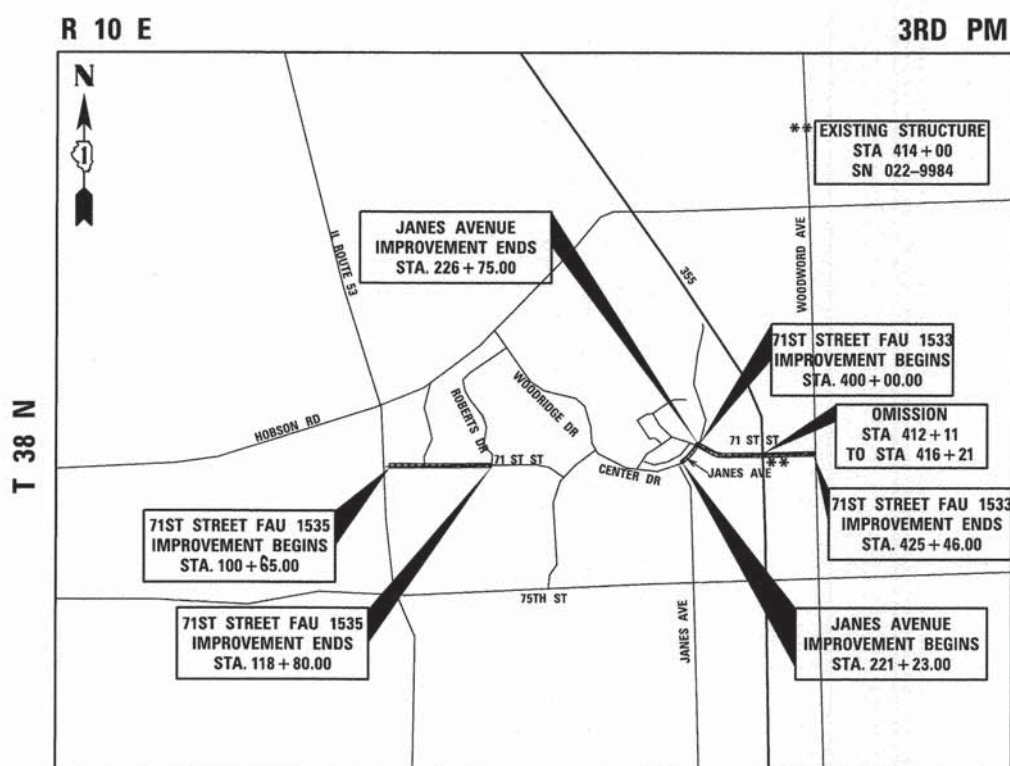 R 10 E
3RD PM
N
1
** EXISTING STRUCTURE
STA 414+00
SN 022-9984
JANES AVENUE
IMPROVEMENT ENDS
STA. 226+75.00
IL ROUTE 53
355
WOODWORD AVE
71ST STREET FAU 1533
IMPROVEMENT BEGINS
STA. 400+00.00
T 38 N
HOBSON RD
ROBERTS DR
WOODRIDGE DR
71 ST ST
CENTER DR
71 ST ST
**
JANES AVE
OMISSION
STA 412+11
TO STA 416+21
71ST STREET FAU 1533
IMPROVEMENT ENDS
STA. 425+46.00
71ST STREET FAU 1535
IMPROVEMENT BEGINS
STA. 100+65.00
75TH ST
71ST STREET FAU 1535
IMPROVEMENT ENDS
STA. 118+80.00
JANES AVE
JANES AVENUE
IMPROVEMENT BEGINS
STA. 221+23.00